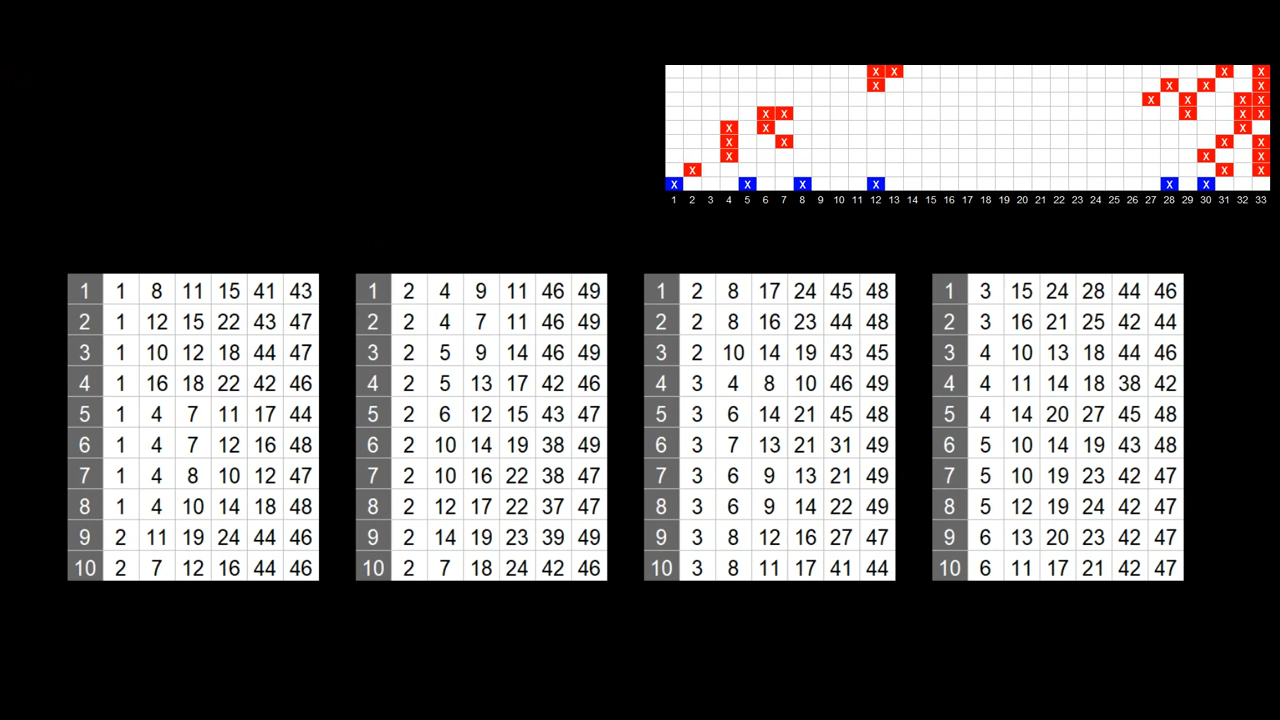 X X X X
X X X X
X X X X
X X X X X
X X X
X X X X
X X X
X X X
X X X X X X
1 2 3 4 5 6 7 8 9 10 11 12 13 14 15 16 17 18 19 20 21 22 23 24 25 26 27 28 29 30 31 32 33
1 1 8 11 15 41 43 1 2 4 9 11 46 49 1 2 8 17 24 45 48 1 3 15 24 28 44 46
2 1 12 15 22 43 47 2 2 4 7 11 46 49 2 2 8 16 23 44 48 2 3 16 21 25 42 44
3 1 10 12 18 44 47 3 2 5 9 14 46 49 3 2 10 14 19 43 45 3 4 10 13 18 44 46
4 1 16 18 22 42 46 4 2 5 13 17 42 46 4 3 4 8 10 46 49 4 4 11 14 18 38 42
5 1 4 7 11 17 44 5 2 6 12 15 43 47 5 3 6 14 21 45 48 5 4 14 20 27 45 48
6 1 4 7 12 16 48 6 2 10 14 19 38 49 6 3 7 13 21 31 49 6 5 10 14 19 43 48
7 1 4 8 10 12 47 7 2 10 16 22 38 47 7 3 6 9 13 21 49 7 5 10 19 23 42 47
8 1 4 10 14 18 48 8 2 12 17 22 37 47 8 3 6 9 14 22 49 8 5 12 19 24 42 47
9 2 11 19 24 44 46 9 2 14 19 23 39 49 9 3 8 12 16 27 47 9 6 13 20 23 42 47
10 2 7 12 16 44 46 10 2 7 18 24 42 46 10 3 8 11 17 41 44 10 6 11 17 21 42 47